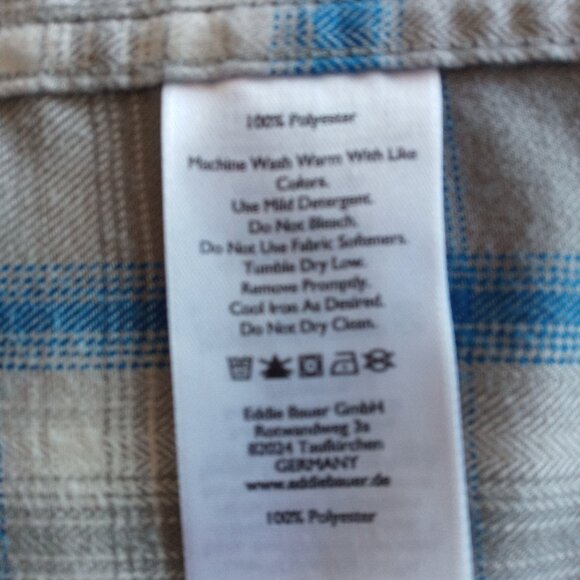 100% Polyester
Machine Wash Warm With Like
Colors.
Use Mild Detergent.
Do Not Bleach.
Do Not Use Fabric Softeners.
Tumble Dry Low.
Remove Promptly.
Cool Iron As Desired.
Do Not Dry Clean.
Eddie Bauer GmbH
Rotwandweg 3a
82024 Taufkirchen
GERMANY
www.eddiebauer.de
100% Polyester